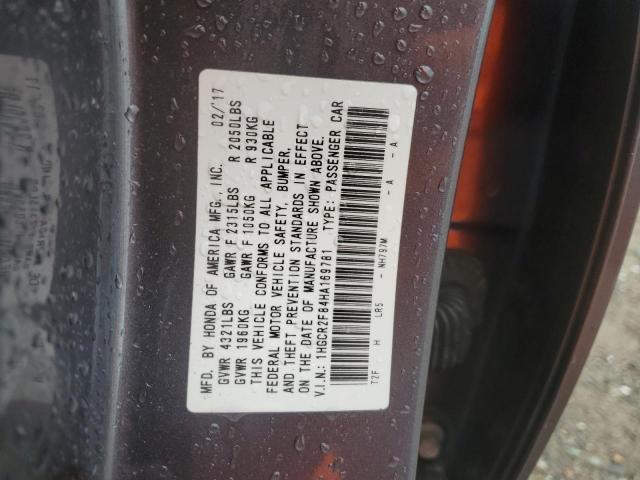 MFD. BY HONDA OF AMERICA MFG., INC. 02/'17
GVWR 4321LBS GAWR F 2315LBS R 2050LBS
GVWR 1960KG GAWR F 1050KG R 930KG
THIS VEHICLE CONFORMS TO ALL APPLICABLE
FEDERAL MOTOR VEHICLE SAFETY, BUMPER,
AND THEFT PREVENTION STANDARDS IN EFFECT
ON THE DATE OF MANUFACTURE SHOWN ABOVE.
V.I.N.: 1HGCR2F84HA169781 TYPE: PASSENGER CAR
T2F H LR5 - NH797M - A - A